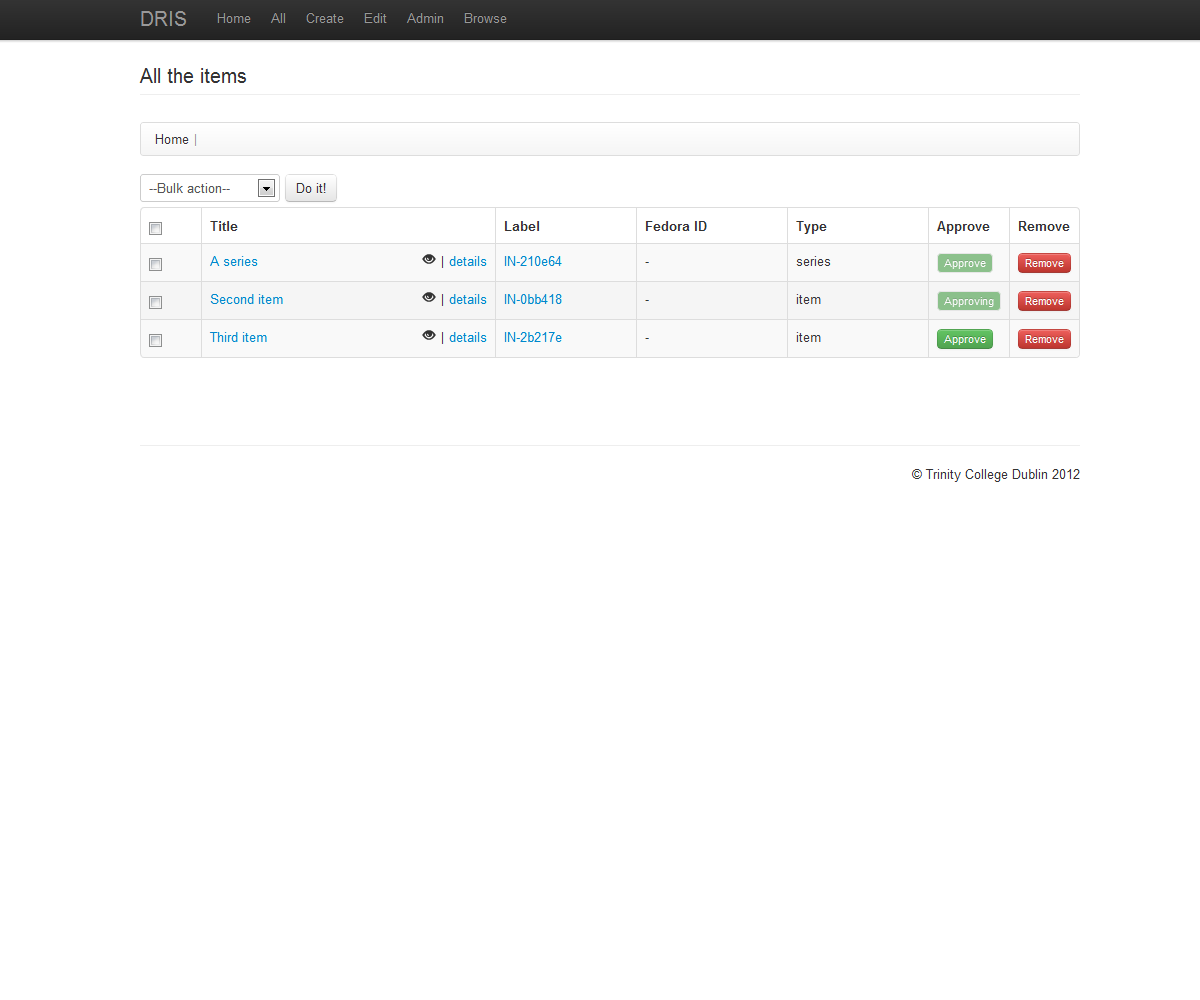 DRIS Home All Create Edit Admin Browse
All the items
Home |
--Bulk action-- Do it!
Title Label Fedora ID Type Approve Remove
A series | details IN-210e64 - series Approve Remove
Second item | details IN-0bb418 - item Approving Remove
Third item | details IN-2b217e - item Approve Remove
© Trinity College Dublin 2012